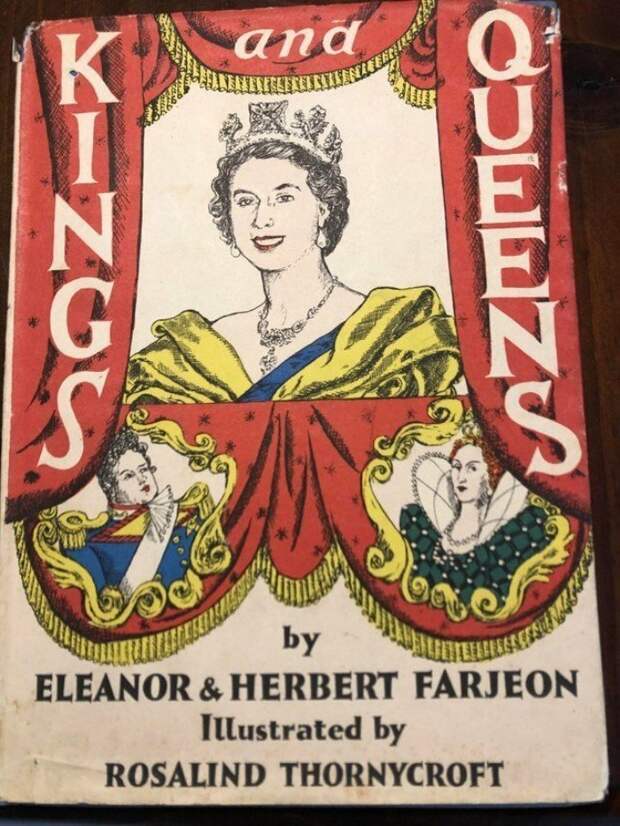 KINGS
and
QUEENS
by
ELEANOR & HERBERT FARJEON
Illustrated by
ROSALIND THORNYCROFT